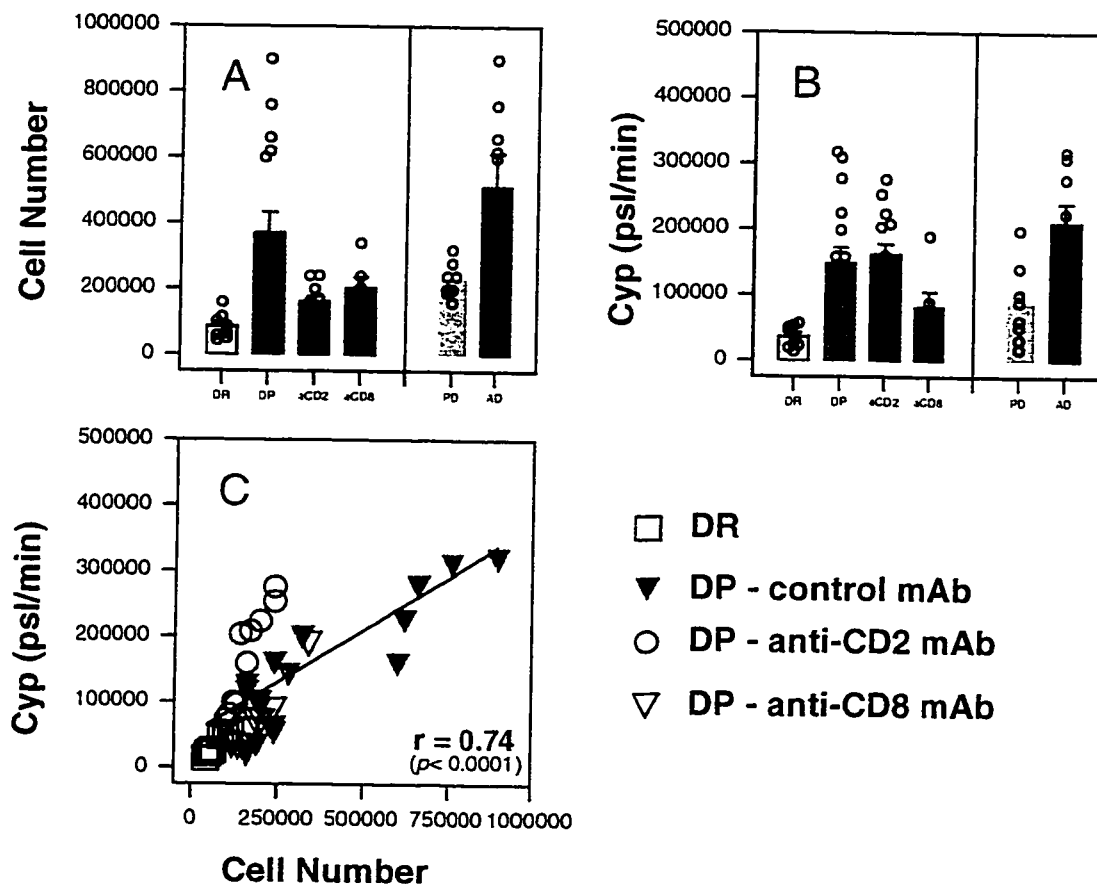 A
Cell Number
1000000
800000
600000
400000
200000
0
DR DP aCD2 aCD8 PD AD
B
Cyp (psl/min)
500000
400000
300000
200000
100000
0
DR DP aCD2 aCD8 PD AD
C
Cyp (psl/min)
500000
400000
300000
200000
100000
0
r = 0.74
(p< 0.0001)
0 250000 500000 750000 1000000
Cell Number
DR
DP - control mAb
DP - anti-CD2 mAb
DP - anti-CD8 mAb